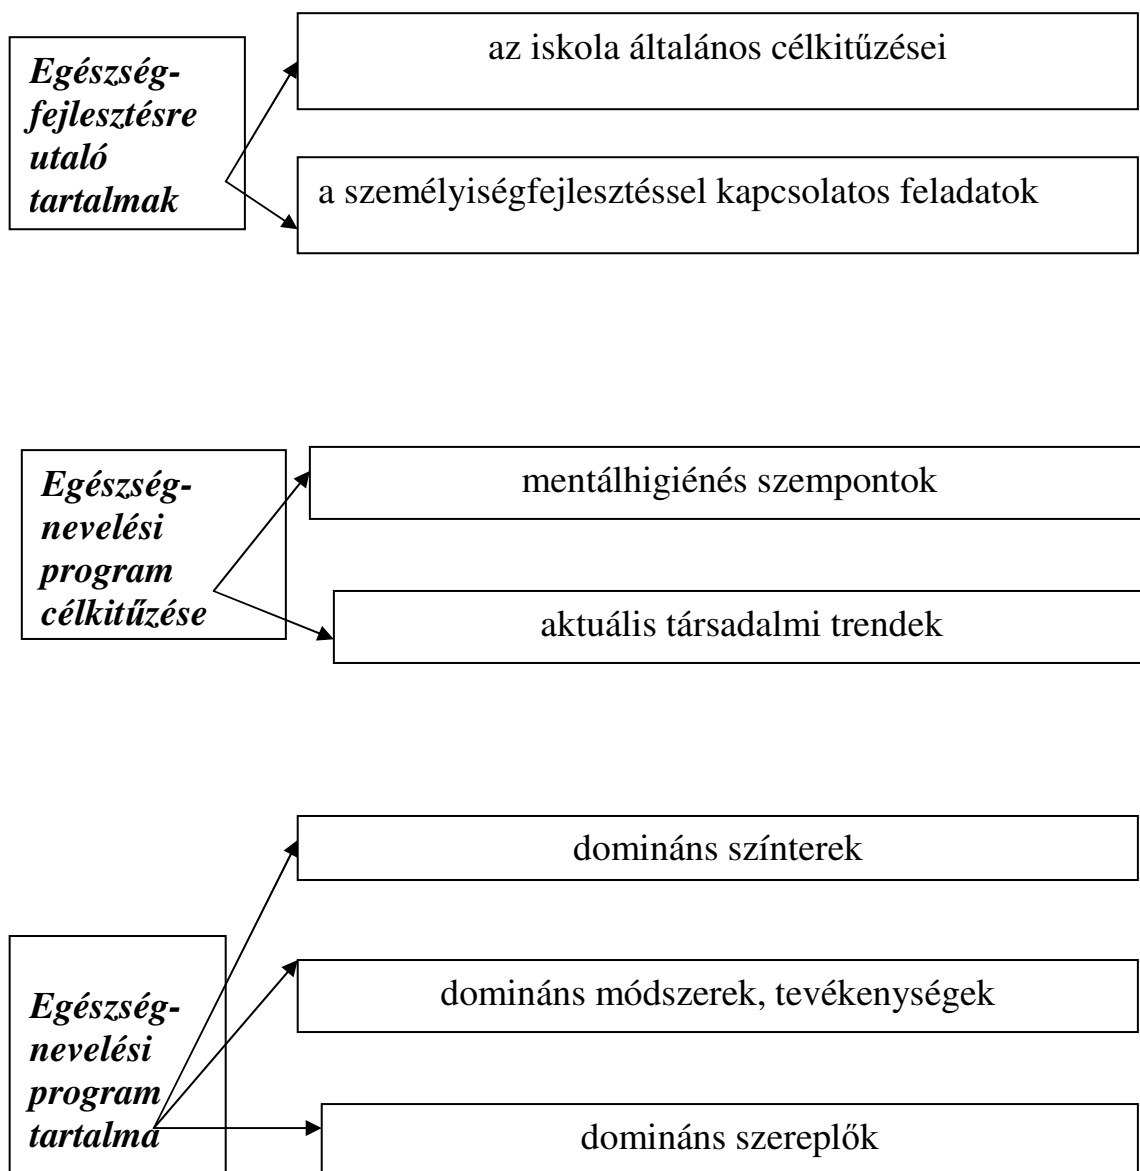 Egészség-
fejlesztésre
utaló
tartalmak
az iskola általános célkitűzései
a személyiségfejlesztéssel kapcsolatos feladatok
Egészség-
nevelési
program
célkitűzése
mentálhigiénés szempontok
aktuális társadalmi trendek
Egészség-
nevelési
program
tartalma
domináns színterek
domináns módszerek, tevékenységek
domináns szereplők